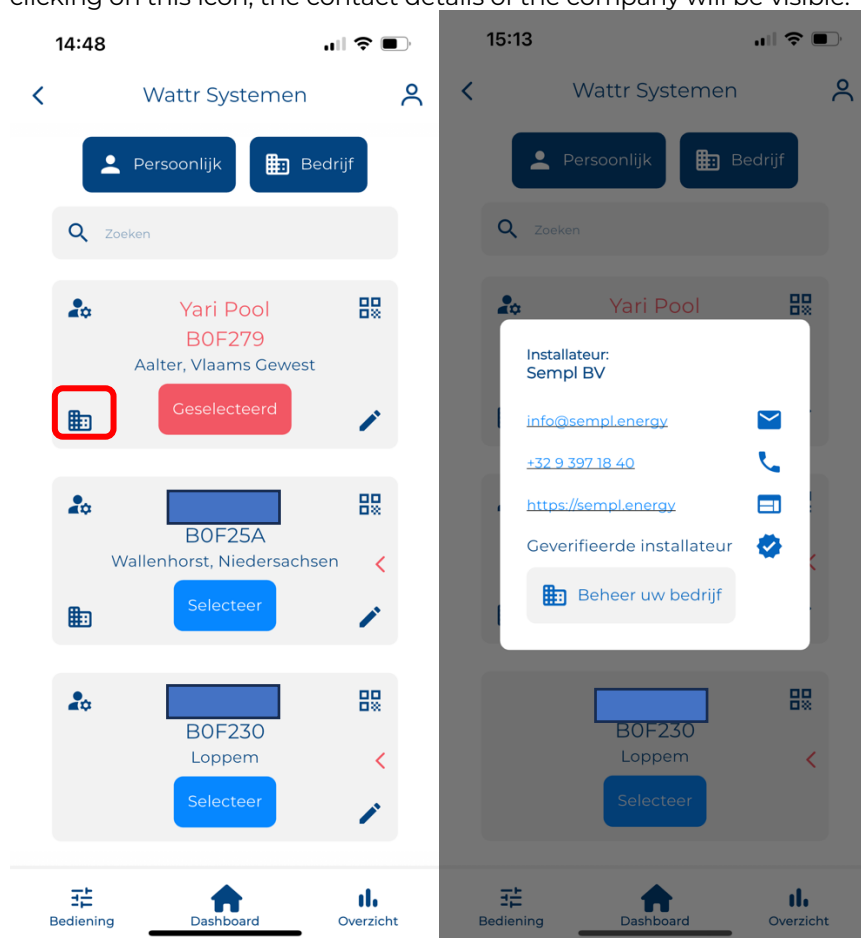 clicking on this icon, the contact details of the company will be visible.
14:48
Wattr Systemen
Persoonlijk
Bedrijf
Zoeken
Yari Pool
B0F279
Aalter, Vlaams Gewest
Geselecteerd
B0F25A
Wallenhorst, Niedersachsen
Selecteer
B0F230
Loppem
Selecteer
Bediening
Dashboard
Overzicht
15:13
Wattr Systemen
Persoonlijk
Bedrijf
Zoeken
Yari Pool
Installateur:
Sempl BV
info@sempl.energy
+32 9 397 18 40
https://sempl.energy
Geverifieerde installateur
Beheer uw bedrijf
B0F230
Loppem
Selecteer
Bediening
Dashboard
Overzicht